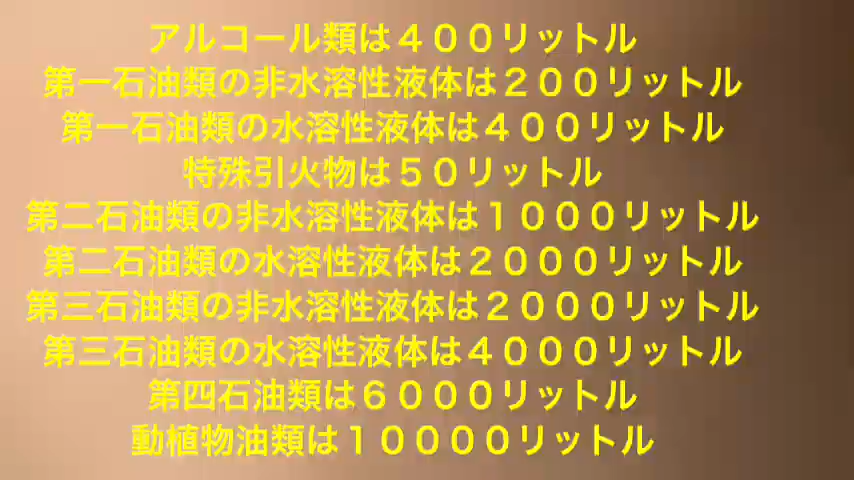 アルコール類は４００リットル
第一石油類の非水溶性液体は２００リットル
第一石油類の水溶性液体は４００リットル
特殊引火物は５０リットル
第二石油類の非水溶性液体は１０００リットル
第二石油類の水溶性液体は２０００リットル
第三石油類の非水溶性液体は２０００リットル
第三石油類の水溶性液体は４０００リットル
第四石油類は６０００リットル
動植物油類は１００００リットル